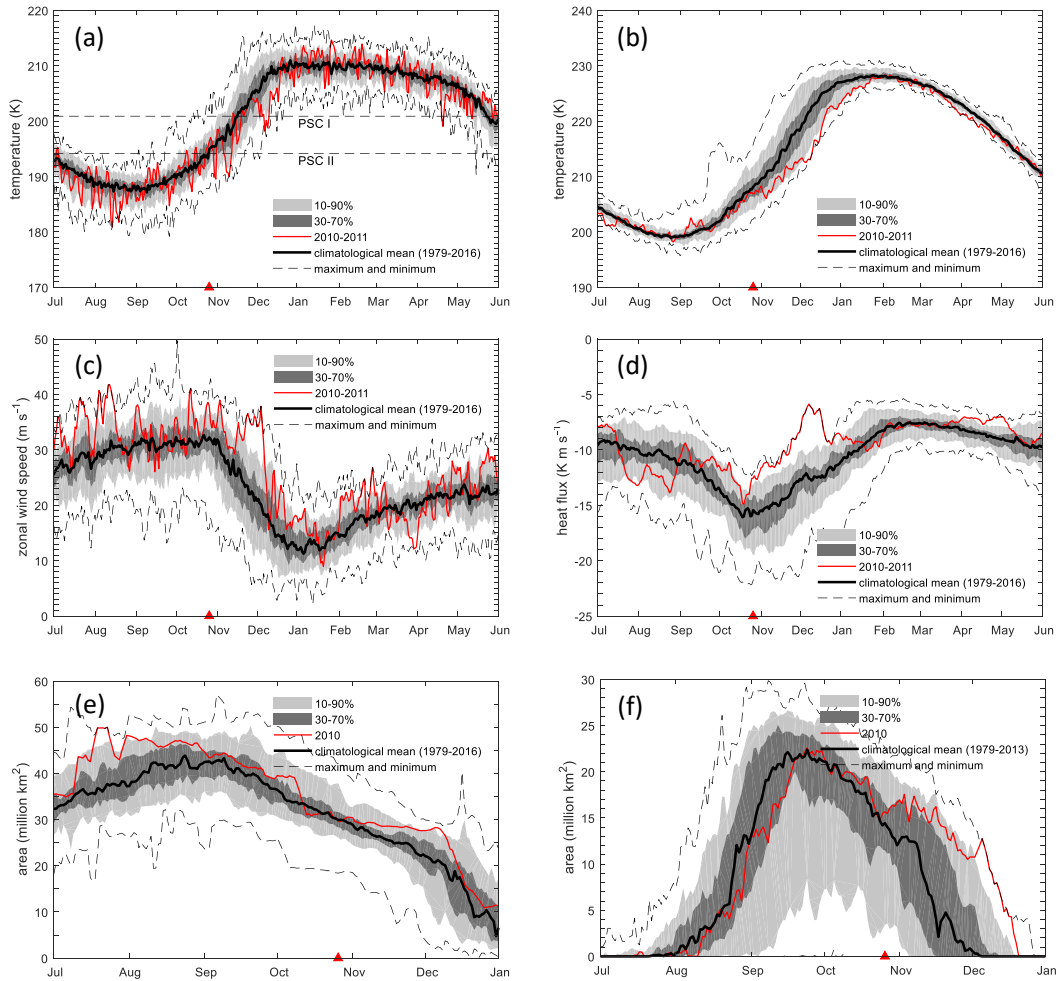 (a)
220
210
200
190
180
170
temperature (K)
PSC I
PSC II
10-90%
30-70%
2010-2011
climatological mean (1979-2016)
maximum and minimum
Jul Aug Sep Oct Nov Dec Jan Feb Mar Apr May Jun
(b)
240
230
220
210
200
190
temperature (K)
10-90%
30-70%
2010-2011
climatological mean (1979-2016)
maximum and minimum
Jul Aug Sep Oct Nov Dec Jan Feb Mar Apr May Jun
(c)
50
40
30
20
10
0
zonal wind speed (m s⁻¹)
10-90%
30-70%
2010-2011
climatological mean (1979-2016)
maximum and minimum
Jul Aug Sep Oct Nov Dec Jan Feb Mar Apr May Jun
(d)
0
-5
-10
-15
-20
-25
heat flux (K m s⁻¹)
10-90%
30-70%
2010-2011
climatological mean (1979-2016)
maximum and minimum
Jul Aug Sep Oct Nov Dec Jan Feb Mar Apr May Jun
(e)
60
50
40
30
20
10
0
area (million km²)
10-90%
30-70%
2010
climatological mean (1979-2016)
maximum and minimum
Jul Aug Sep Oct Nov Dec Jan
(f)
30
25
20
15
10
5
0
area (million km²)
10-90%
30-70%
2010
climatological mean (1979-2013)
maximum and minimum
Jul Aug Sep Oct Nov Dec Jan